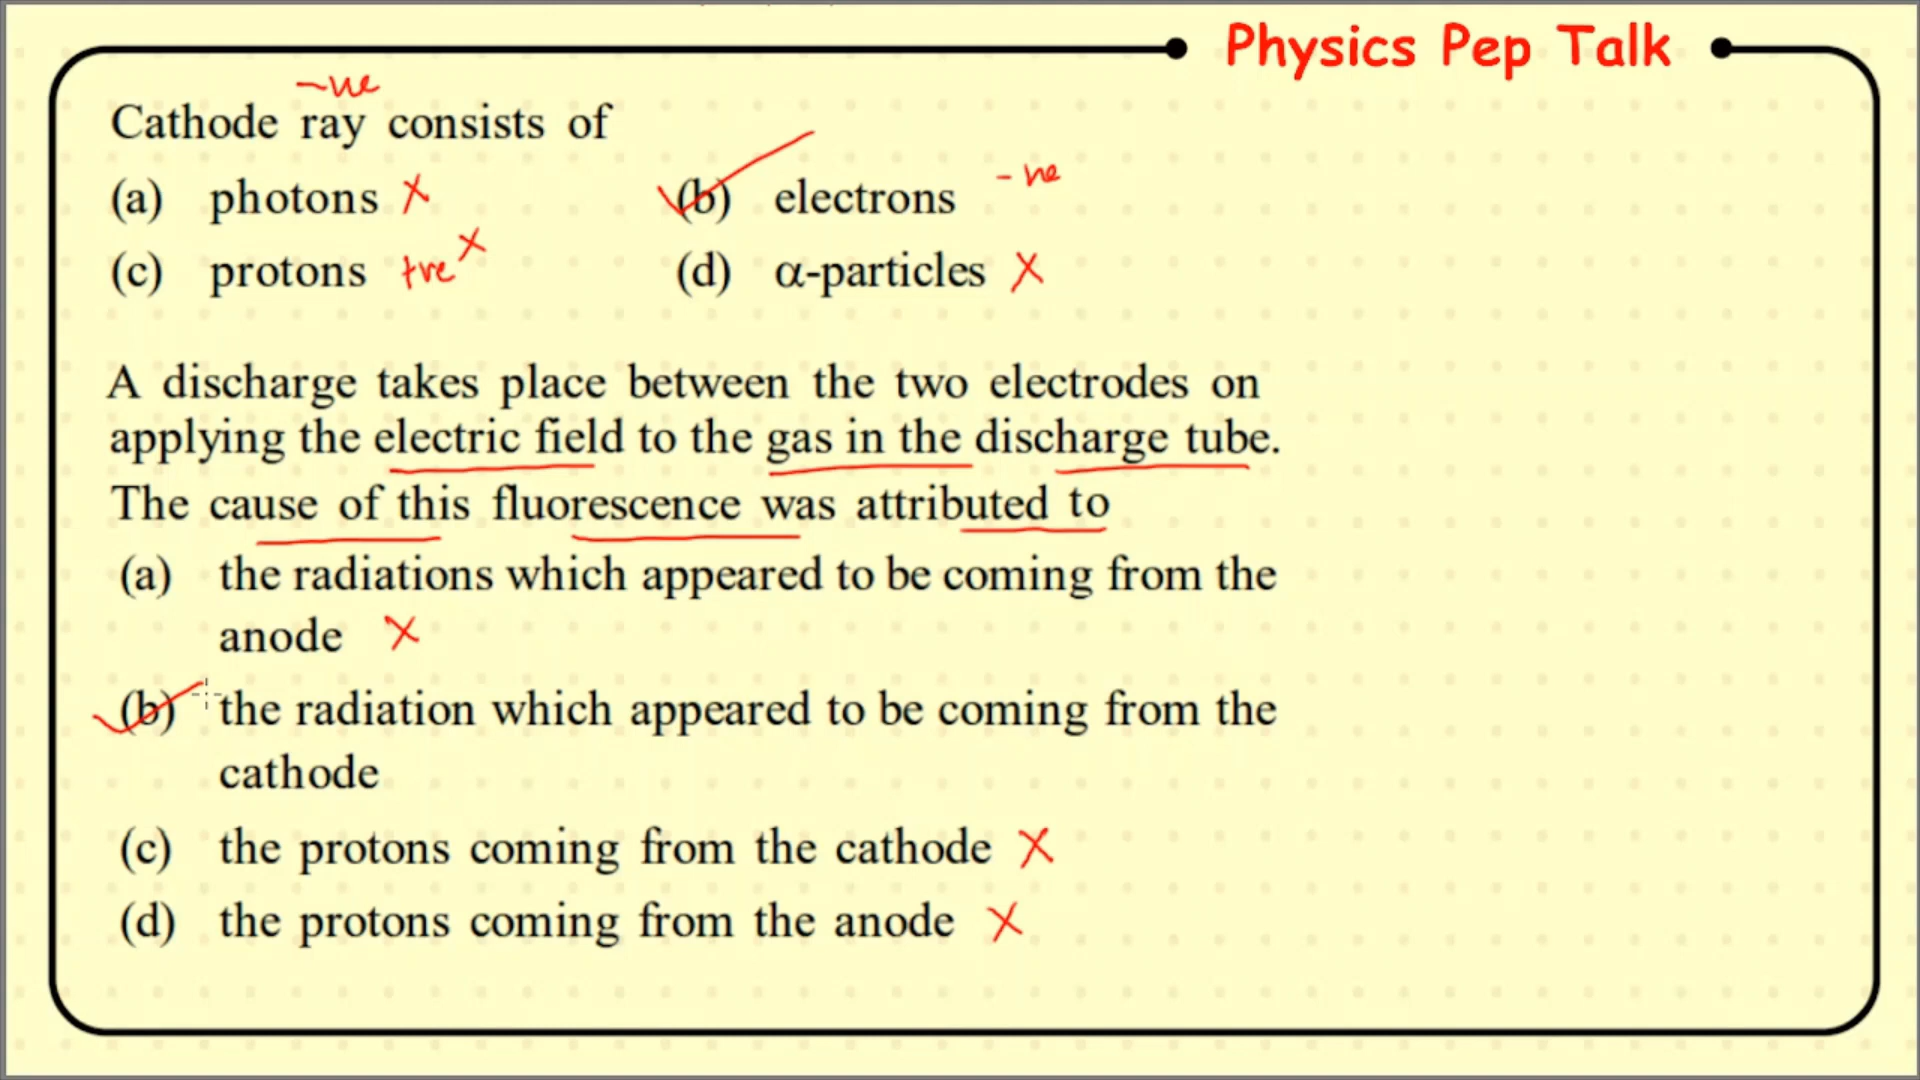 Physics Pep Talk
-ve
Cathode ray consists of
(a) photons X
(b) electrons -ve
(c) protons +ve X
(d) α-particles X
A discharge takes place between the two electrodes on
applying the electric field to the gas in the discharge tube.
The cause of this fluorescence was attributed to
(a) the radiations which appeared to be coming from the
anode X
(b) the radiation which appeared to be coming from the
cathode
(c) the protons coming from the cathode X
(d) the protons coming from the anode X